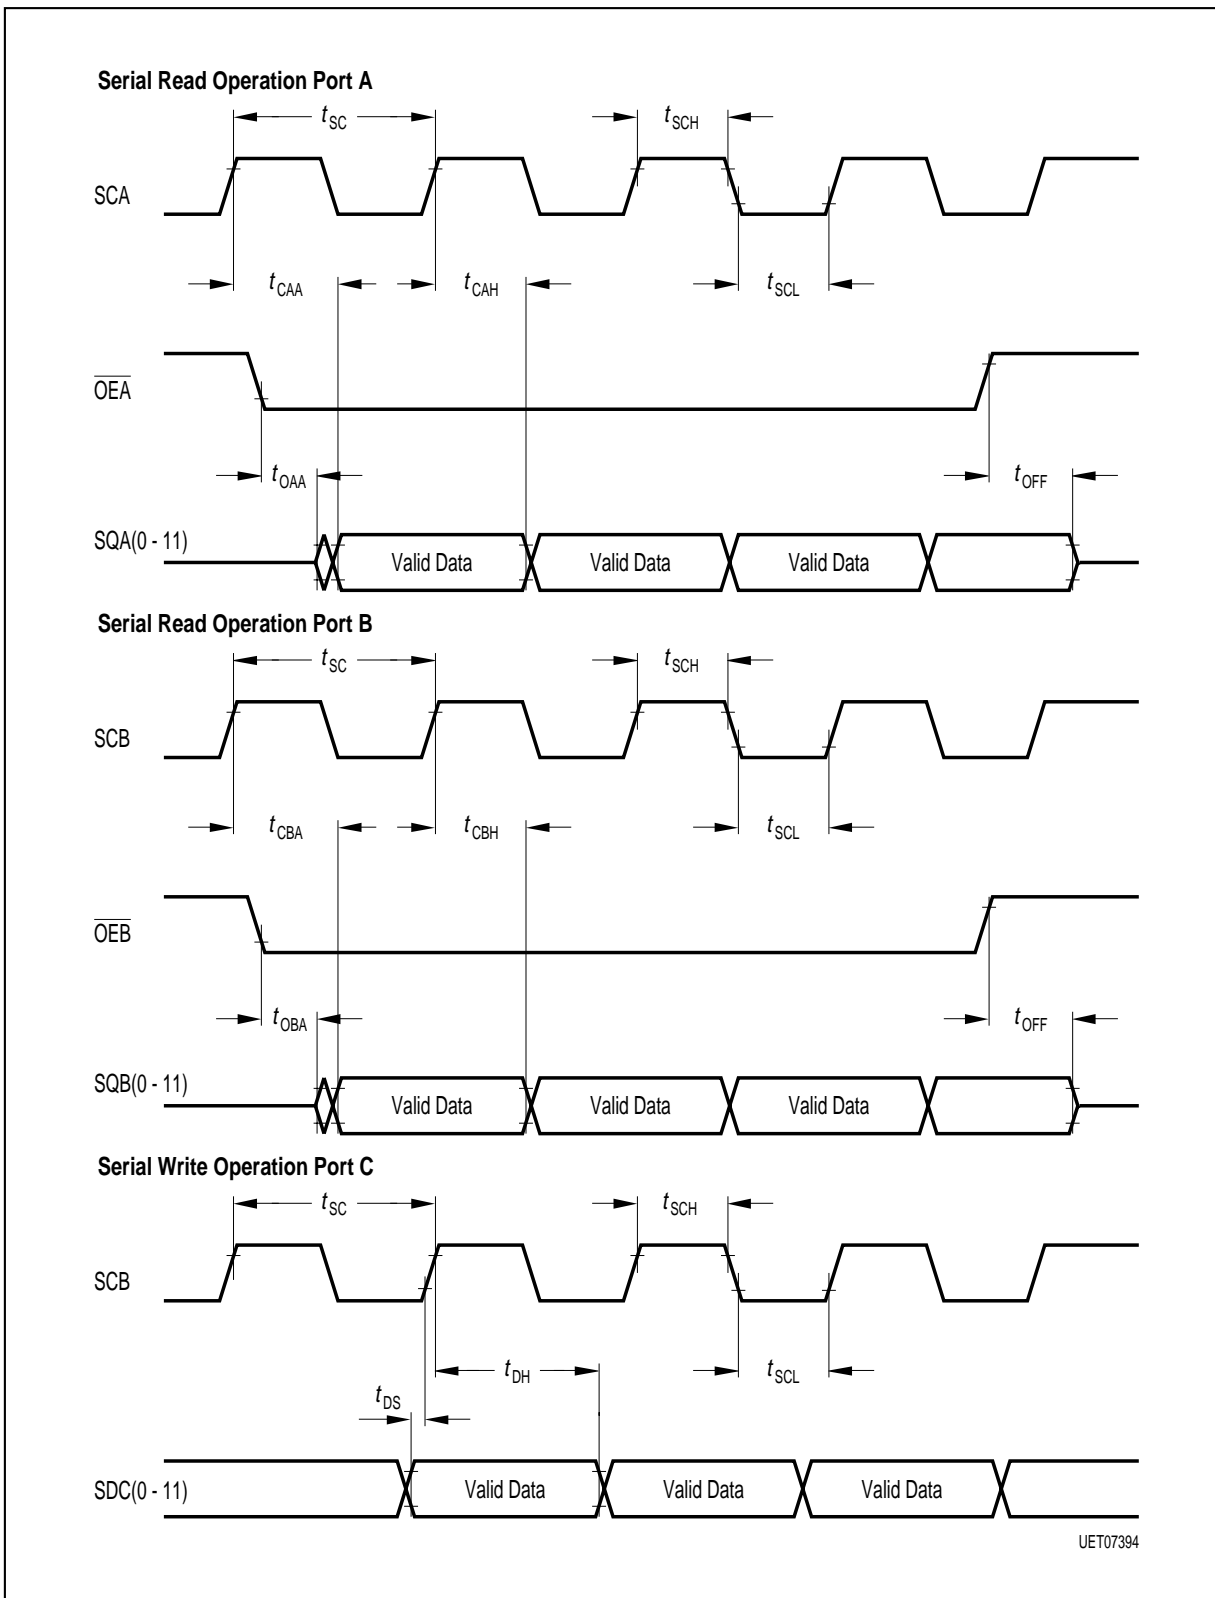 Serial Read Operation Port A
tSC tSCH
SCA
tCAA tCAH tSCL
OEA
tOAA tOFF
SQA(0 - 11) Valid Data Valid Data Valid Data
Serial Read Operation Port B
tSC tSCH
SCB
tCBA tCBH tSCL
OEB
tOBA tOFF
SQB(0 - 11) Valid Data Valid Data Valid Data
Serial Write Operation Port C
tSC tSCH
SCB
tDH tSCL
tDS
SDC(0 - 11) Valid Data Valid Data Valid Data
UET07394